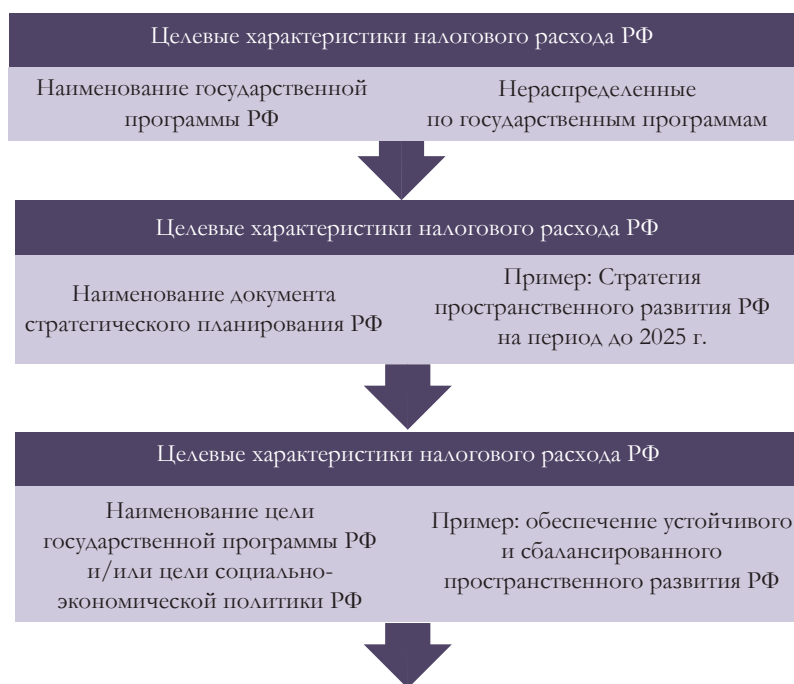 Целевые характеристики налогового расхода РФ
Наименование государственной
программы РФ
Нераспределенные
по государственным программам
Целевые характеристики налогового расхода РФ
Наименование документа
стратегического планирования РФ
Пример: Стратегия
пространственного развития РФ
на период до 2025 г.
Целевые характеристики налогового расхода РФ
Наименование цели
государственной программы РФ
и/или цели социально-
экономической политики РФ
Пример: обеспечение устойчивого
и сбалансированного
пространственного развития РФ